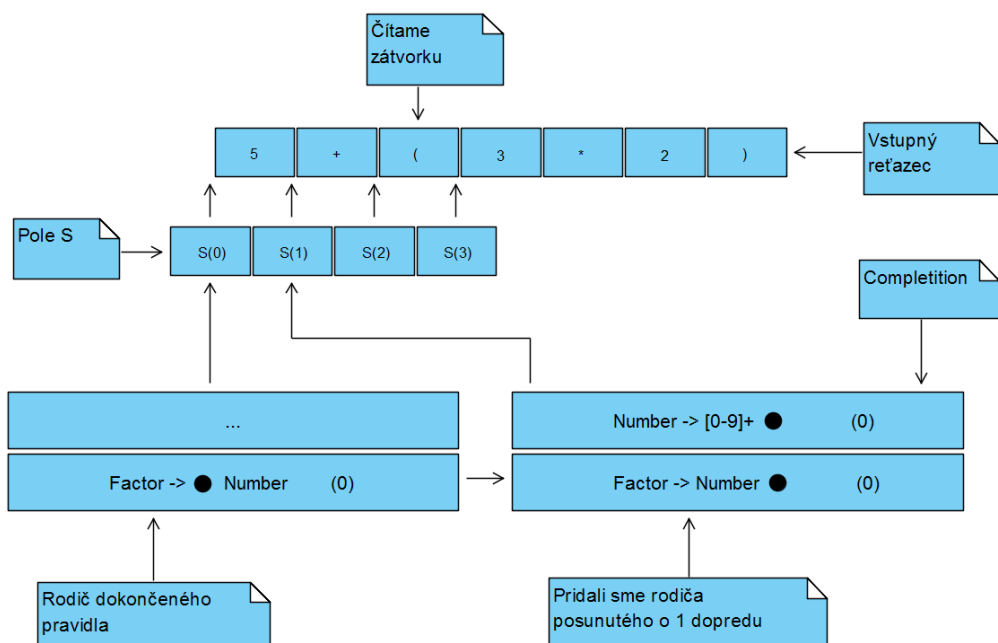 Čítame
zátvorku
5 + ( 3 * 2 )
Vstupný
reťazec
Pole S
S(0) S(1) S(2) S(3)
Completition
...
Number -> [0-9]+ ● (0)
Factor -> ● Number (0)
Factor -> Number ● (0)
Rodič dokončeného
pravidla
Pridali sme rodiča
posunutého o 1 dopredu